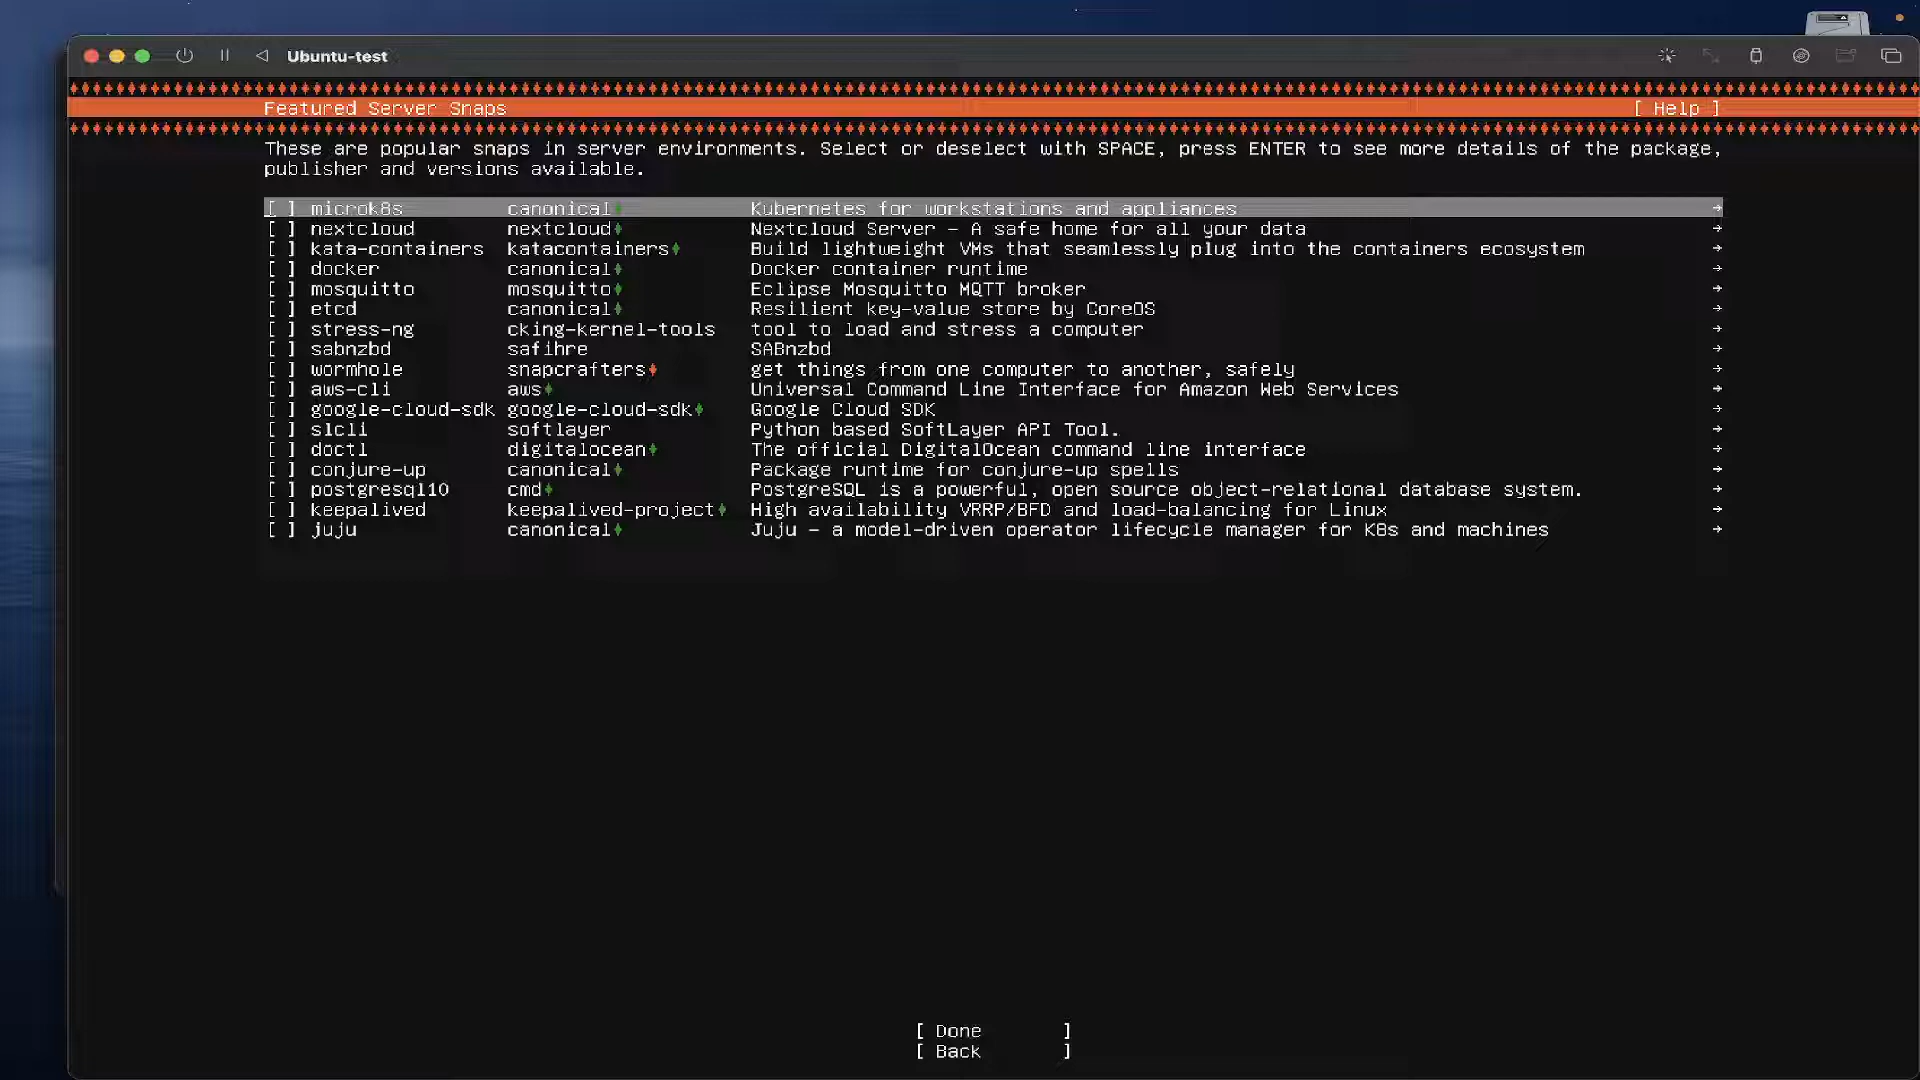 Ubuntu-test
Featured Server Snaps [ Help ]
These are popular snaps in server environments. Select or deselect with SPACE, press ENTER to see more details of the package,
publisher and versions available.
[ ] microk8s canonical♦ Kubernetes for workstations and appliances →
[ ] nextcloud nextcloud♦ Nextcloud Server – A safe home for all your data →
[ ] kata-containers katacontainers♦ Build lightweight VMs that seamlessly plug into the containers ecosystem →
[ ] docker canonical♦ Docker container runtime →
[ ] mosquitto mosquitto♦ Eclipse Mosquitto MQTT broker →
[ ] etcd canonical♦ Resilient key-value store by CoreOS →
[ ] stress-ng cking-kernel-tools tool to load and stress a computer →
[ ] sabnzbd safihre SABnzbd →
[ ] wormhole snapcrafters♦ get things from one computer to another, safely →
[ ] aws-cli aws♦ Universal Command Line Interface for Amazon Web Services →
[ ] google-cloud-sdk google-cloud-sdk♦ Google Cloud SDK →
[ ] slcli softlayer Python based SoftLayer API Tool. →
[ ] doctl digitalocean♦ The official DigitalOcean command line interface →
[ ] conjure-up canonical♦ Package runtime for conjure-up spells →
[ ] postgresql10 cmd♦ PostgreSQL is a powerful, open source object-relational database system. →
[ ] keepalived keepalived-project♦ High availability VRRP/BFD and load-balancing for Linux →
[ ] juju canonical♦ Juju – a model-driven operator lifecycle manager for K8s and machines →
[ Done ]
[ Back ]